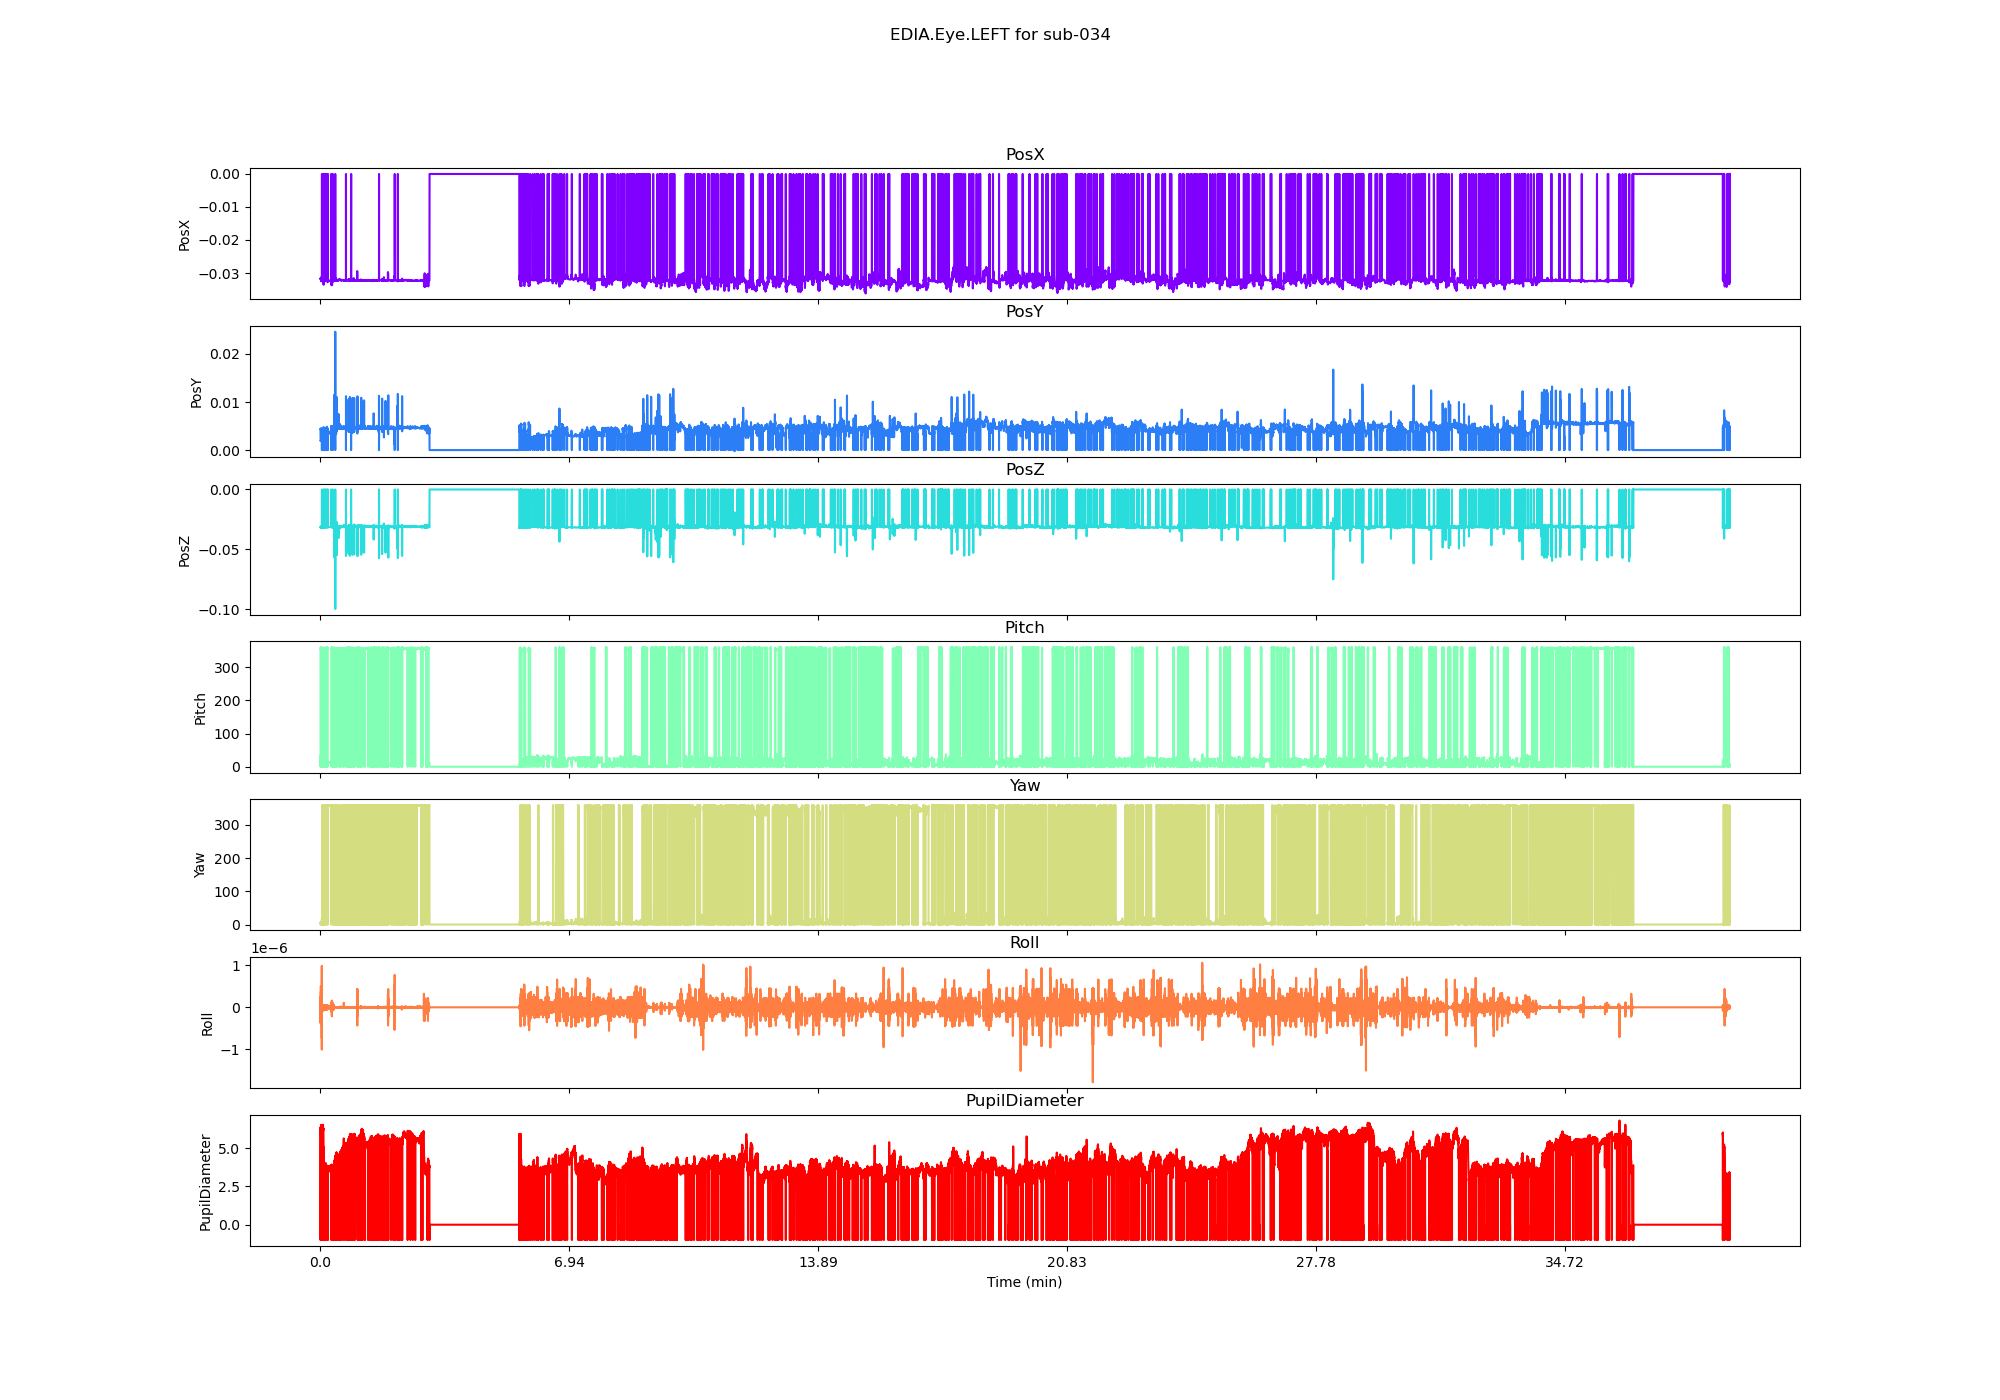 EDIA.Eye.LEFT for sub-034
PosX
0.00
−0.01
−0.02
−0.03
PosX
PosY
0.02
0.01
0.00
PosY
PosZ
0.00
−0.05
−0.10
PosZ
Pitch
300
200
100
0
Pitch
Yaw
300
200
100
0
Yaw
1e−6
Roll
1
0
−1
Roll
PupilDiameter
5.0
2.5
0.0
PupilDiameter
0.0 6.94 13.89 20.83 27.78 34.72
Time (min)